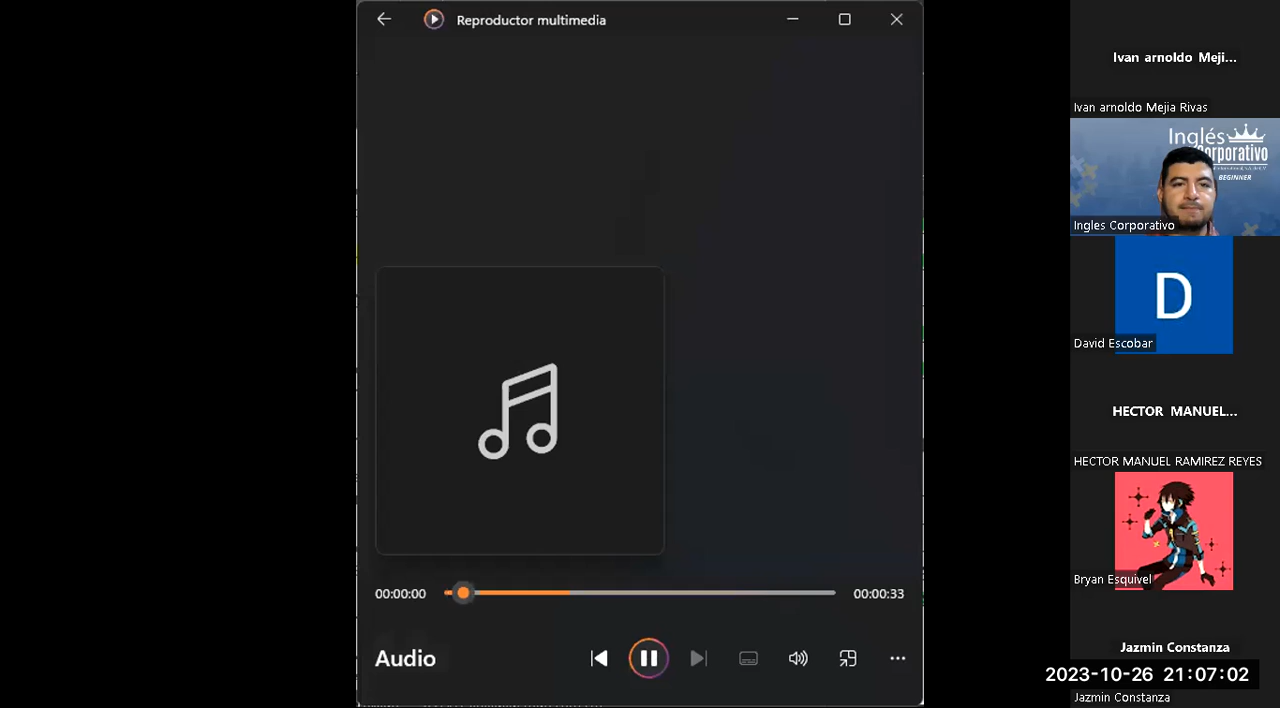 Reproductor multimedia
00:00:00
00:00:33
Audio
Ivan arnoldo Meji...
Ivan arnoldo Mejia Rivas
Inglés
Corporativo
BEGINNER
Ingles Corporativo
D
David Escobar
HECTOR MANUEL...
HECTOR MANUEL RAMIREZ REYES
Bryan Esquivel
Jazmin Constanza
2023-10-26 21:07:02
Jazmin Constanza